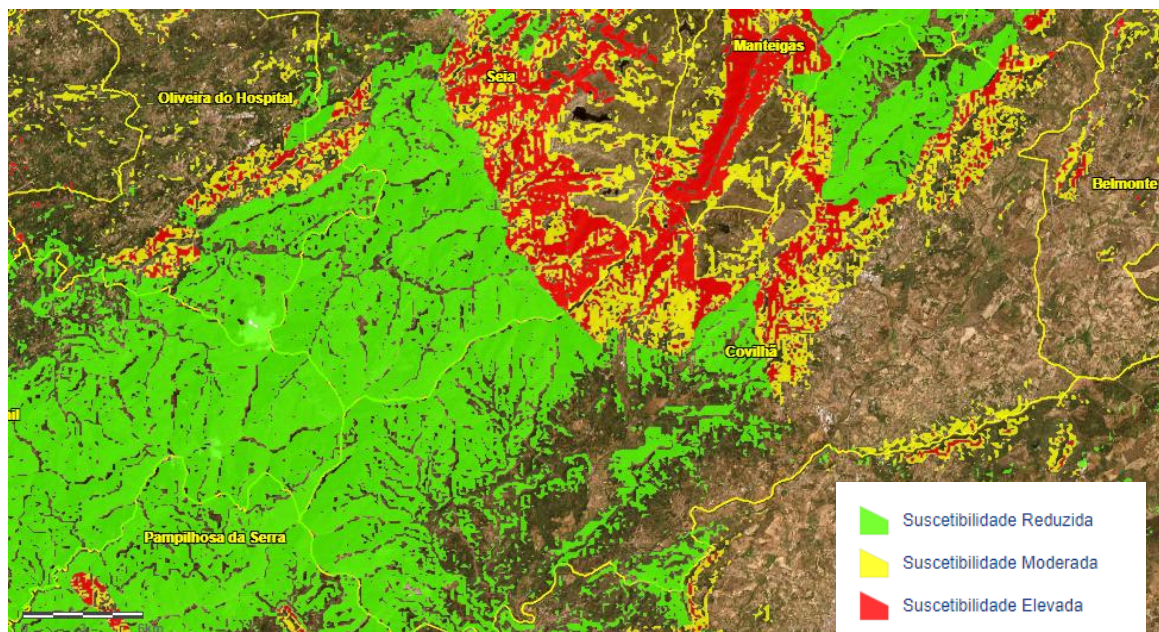 Manteigas
Seia
Oliveira do Hospital
Belmonte
Covilhã
Pampilhosa da Serra
Suscetibilidade Reduzida
Suscetibilidade Moderada
Suscetibilidade Elevada